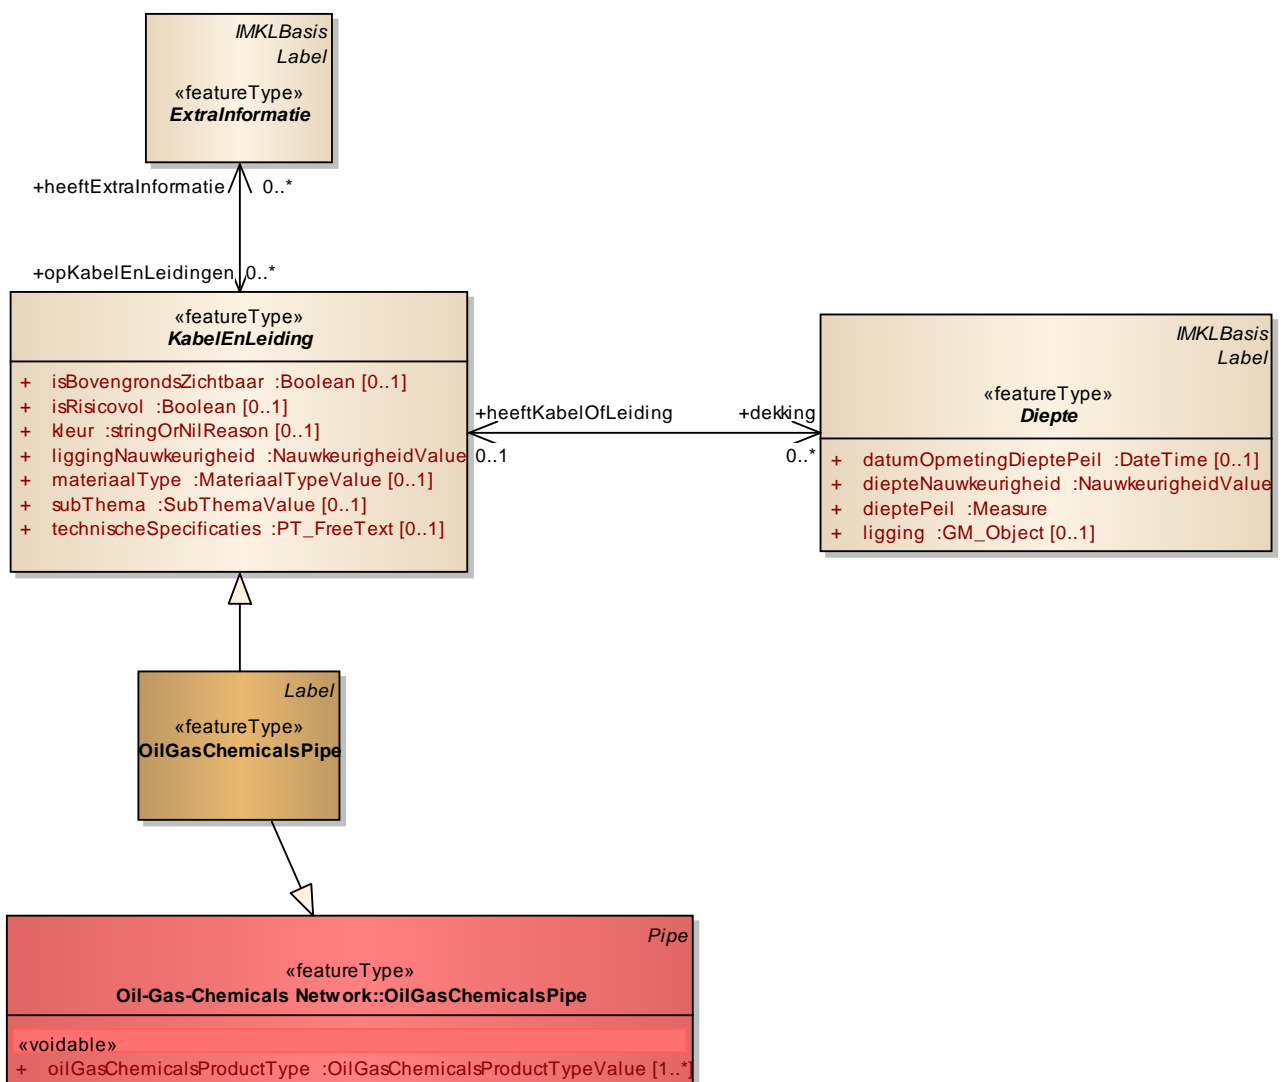 IMKLBasis
Label
«featureType»
ExtraInformatie
+heeftExtraInformatie 0..*
+opKabelEnLeidingen 0..*
«featureType»
KabelEnLeiding
+ isBovengrondsZichtbaar :Boolean [0..1]
+ isRisicovol :Boolean [0..1]
+ kleur :stringOrNilReason [0..1]
+ liggingNauwkeurigheid :NauwkeurigheidValue
+ materiaalType :MateriaalTypeValue [0..1]
+ subThema :SubThemaValue [0..1]
+ technischeSpecificaties :PT_FreeText [0..1]
+heeftKabelOfLeiding +dekking
0..1 0..*
IMKLBasis
Label
«featureType»
Diepte
+ datumOpmetingDieptePeil :DateTime [0..1]
+ diepteNauwkeurigheid :NauwkeurigheidValue
+ dieptePeil :Measure
+ ligging :GM_Object [0..1]
Label
«featureType»
OilGasChemicalsPipe
Pipe
«featureType»
Oil-Gas-Chemicals Network::OilGasChemicalsPipe
«voidable»
+ oilGasChemicalsProductType :OilGasChemicalsProductTypeValue [1..*]